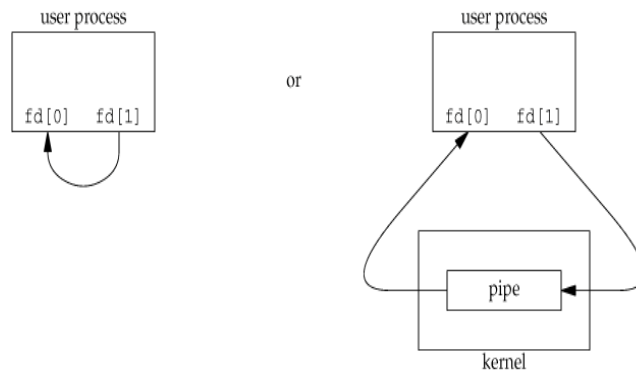 user process
fd[0] fd[1]
or
user process
fd[0] fd[1]
pipe
kernel